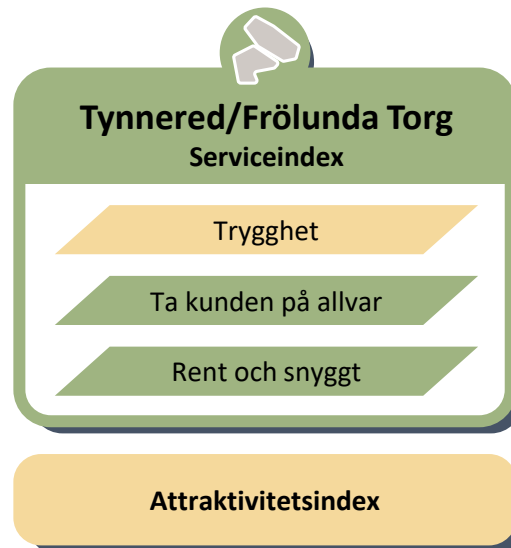 Tynnered/Frölunda Torg
Serviceindex
Trygghet
Ta kunden på allvar
Rent och snyggt
Attraktivitetsindex